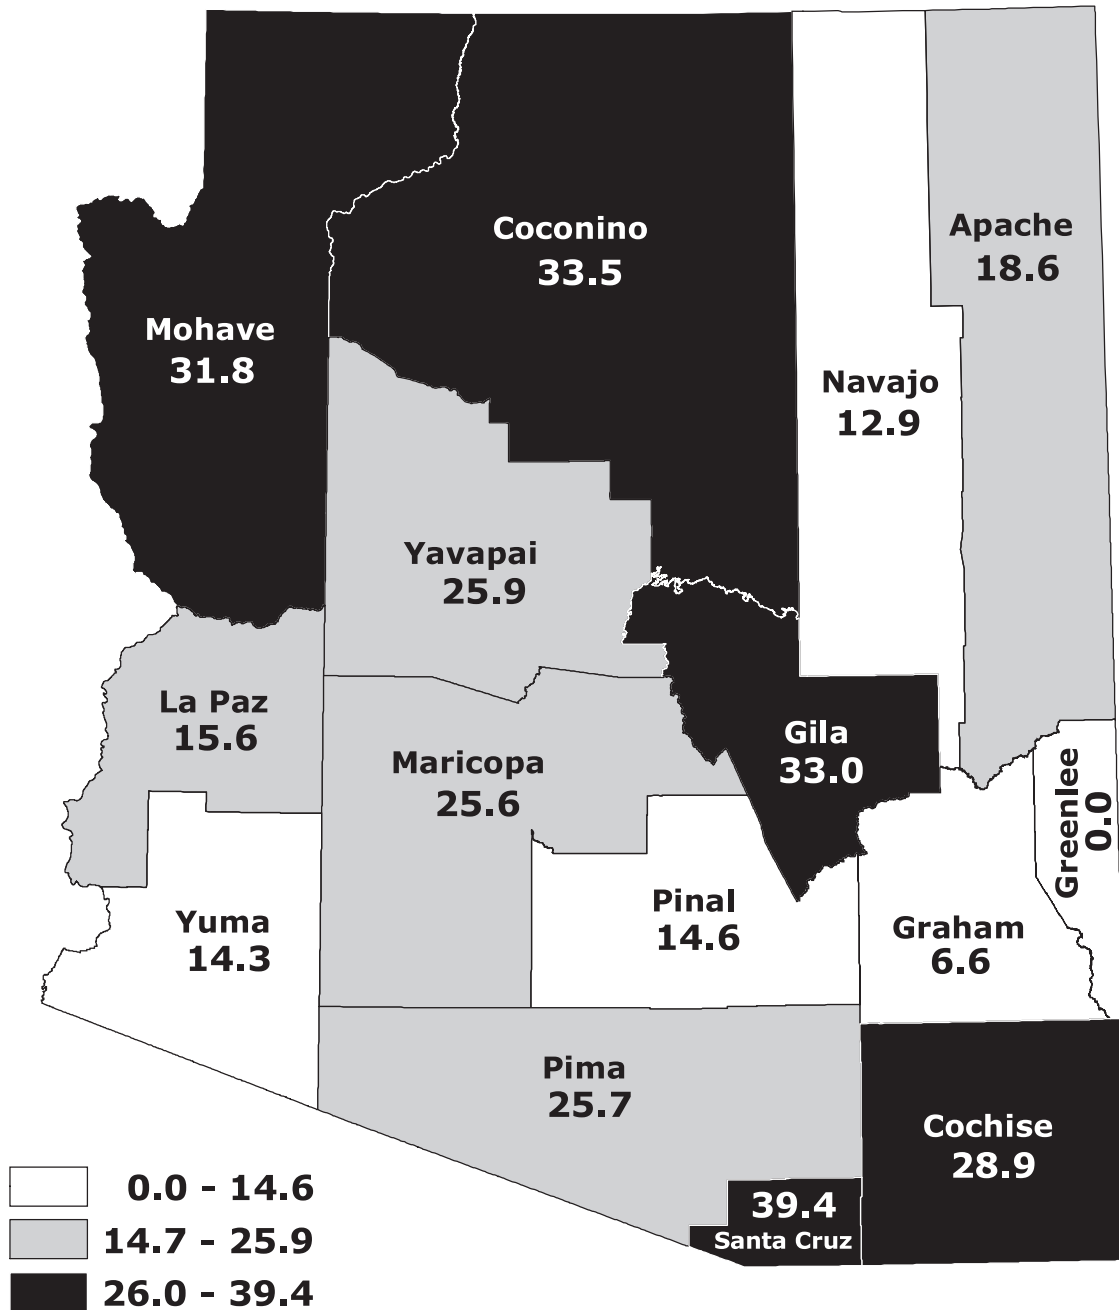 Coconino
33.5
Apache
18.6
Mohave
31.8
Navajo
12.9
Yavapai
25.9
La Paz
15.6
Maricopa
25.6
Gila
33.0
Greenlee
0.0
Yuma
14.3
Pinal
14.6
Graham
6.6
Pima
25.7
Cochise
28.9
39.4
Santa Cruz
0.0 - 14.6
14.7 - 25.9
26.0 - 39.4